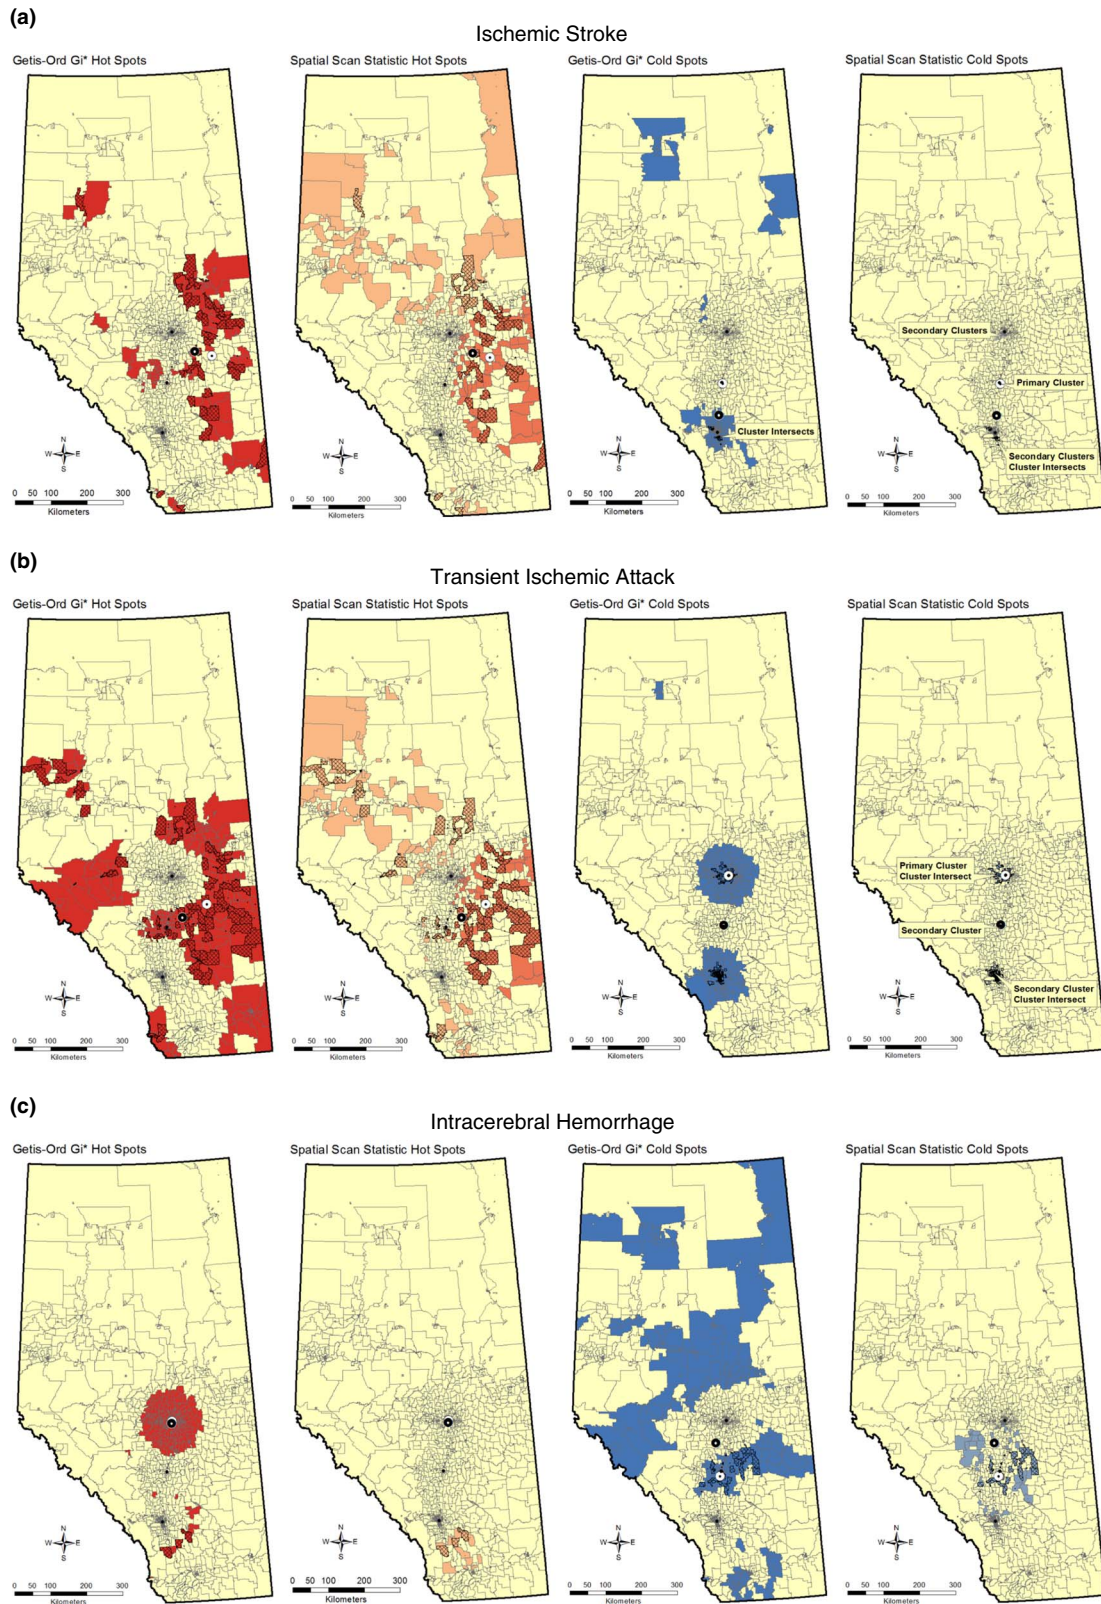 (a)
Ischemic Stroke
Getis-Ord Gi* Hot Spots
Spatial Scan Statistic Hot Spots
Getis-Ord Gi* Cold Spots
Spatial Scan Statistic Cold Spots
Secondary Clusters
Primary Cluster
Cluster Intersects
Secondary Clusters
Cluster Intersects
N
W E
S
N
W E
S
N
W E
S
N
W E
S
0 50 100 200 300
Kilometers
0 50 100 200 300
Kilometers
0 50 100 200 300
Kilometers
0 50 100 200 300
Kilometers
(b)
Transient Ischemic Attack
Getis-Ord Gi* Hot Spots
Spatial Scan Statistic Hot Spots
Getis-Ord Gi* Cold Spots
Spatial Scan Statistic Cold Spots
Primary Cluster
Cluster Intersect
Secondary Cluster
Secondary Cluster
Cluster Intersect
N
W E
S
N
W E
S
N
W E
S
N
W E
S
0 50 100 200 300
Kilometers
0 50 100 200 300
Kilometers
0 50 100 200 300
Kilometers
0 50 100 200 300
Kilometers
(c)
Intracerebral Hemorrhage
Getis-Ord Gi* Hot Spots
Spatial Scan Statistic Hot Spots
Getis-Ord Gi* Cold Spots
Spatial Scan Statistic Cold Spots
N
W E
S
N
W E
S
N
W E
S
N
W E
S
0 50 100 200 300
Kilometers
0 50 100 200 300
Kilometers
0 50 100 200 300
Kilometers
0 50 100 200 300
Kilometers